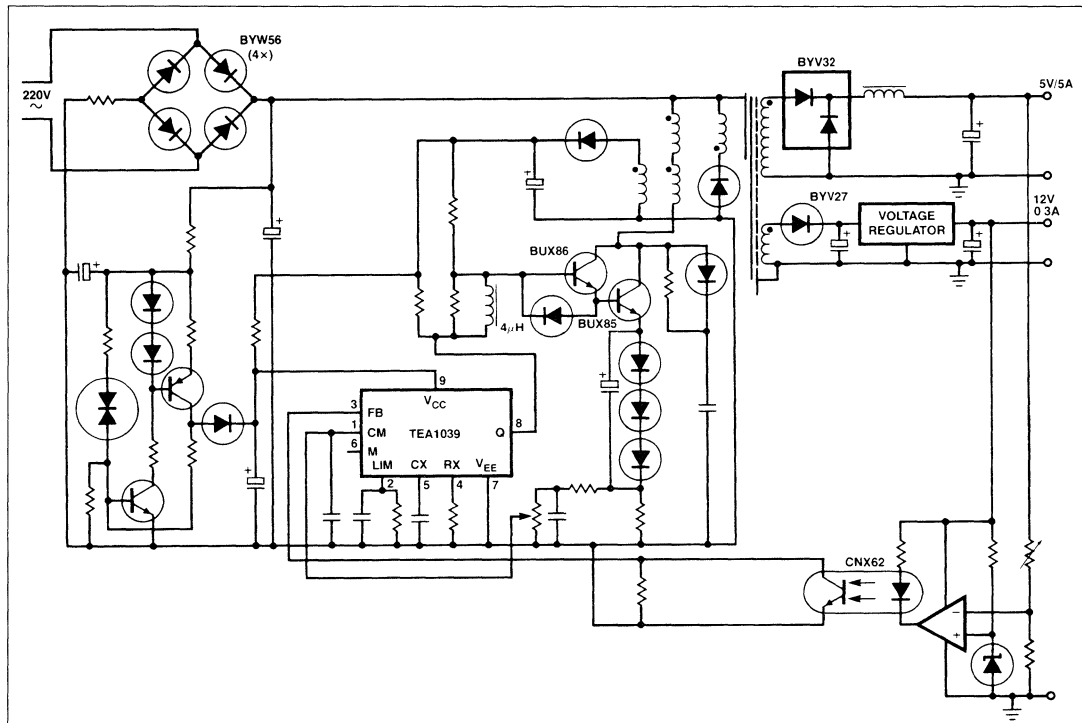 BYW56
(4×)
220V
~
BYV32
5V/5A
+
BYV27
12V
0 3A
VOLTAGE
REGULATOR
+
+
+
+
+
BUX86
BUX85
4μH
+
+
9
VCC
3
FB
1
CM
TEA1039
Q
8
6
M
LIM
CX
RX
VEE
2
5
4
7
CNX62
−
+